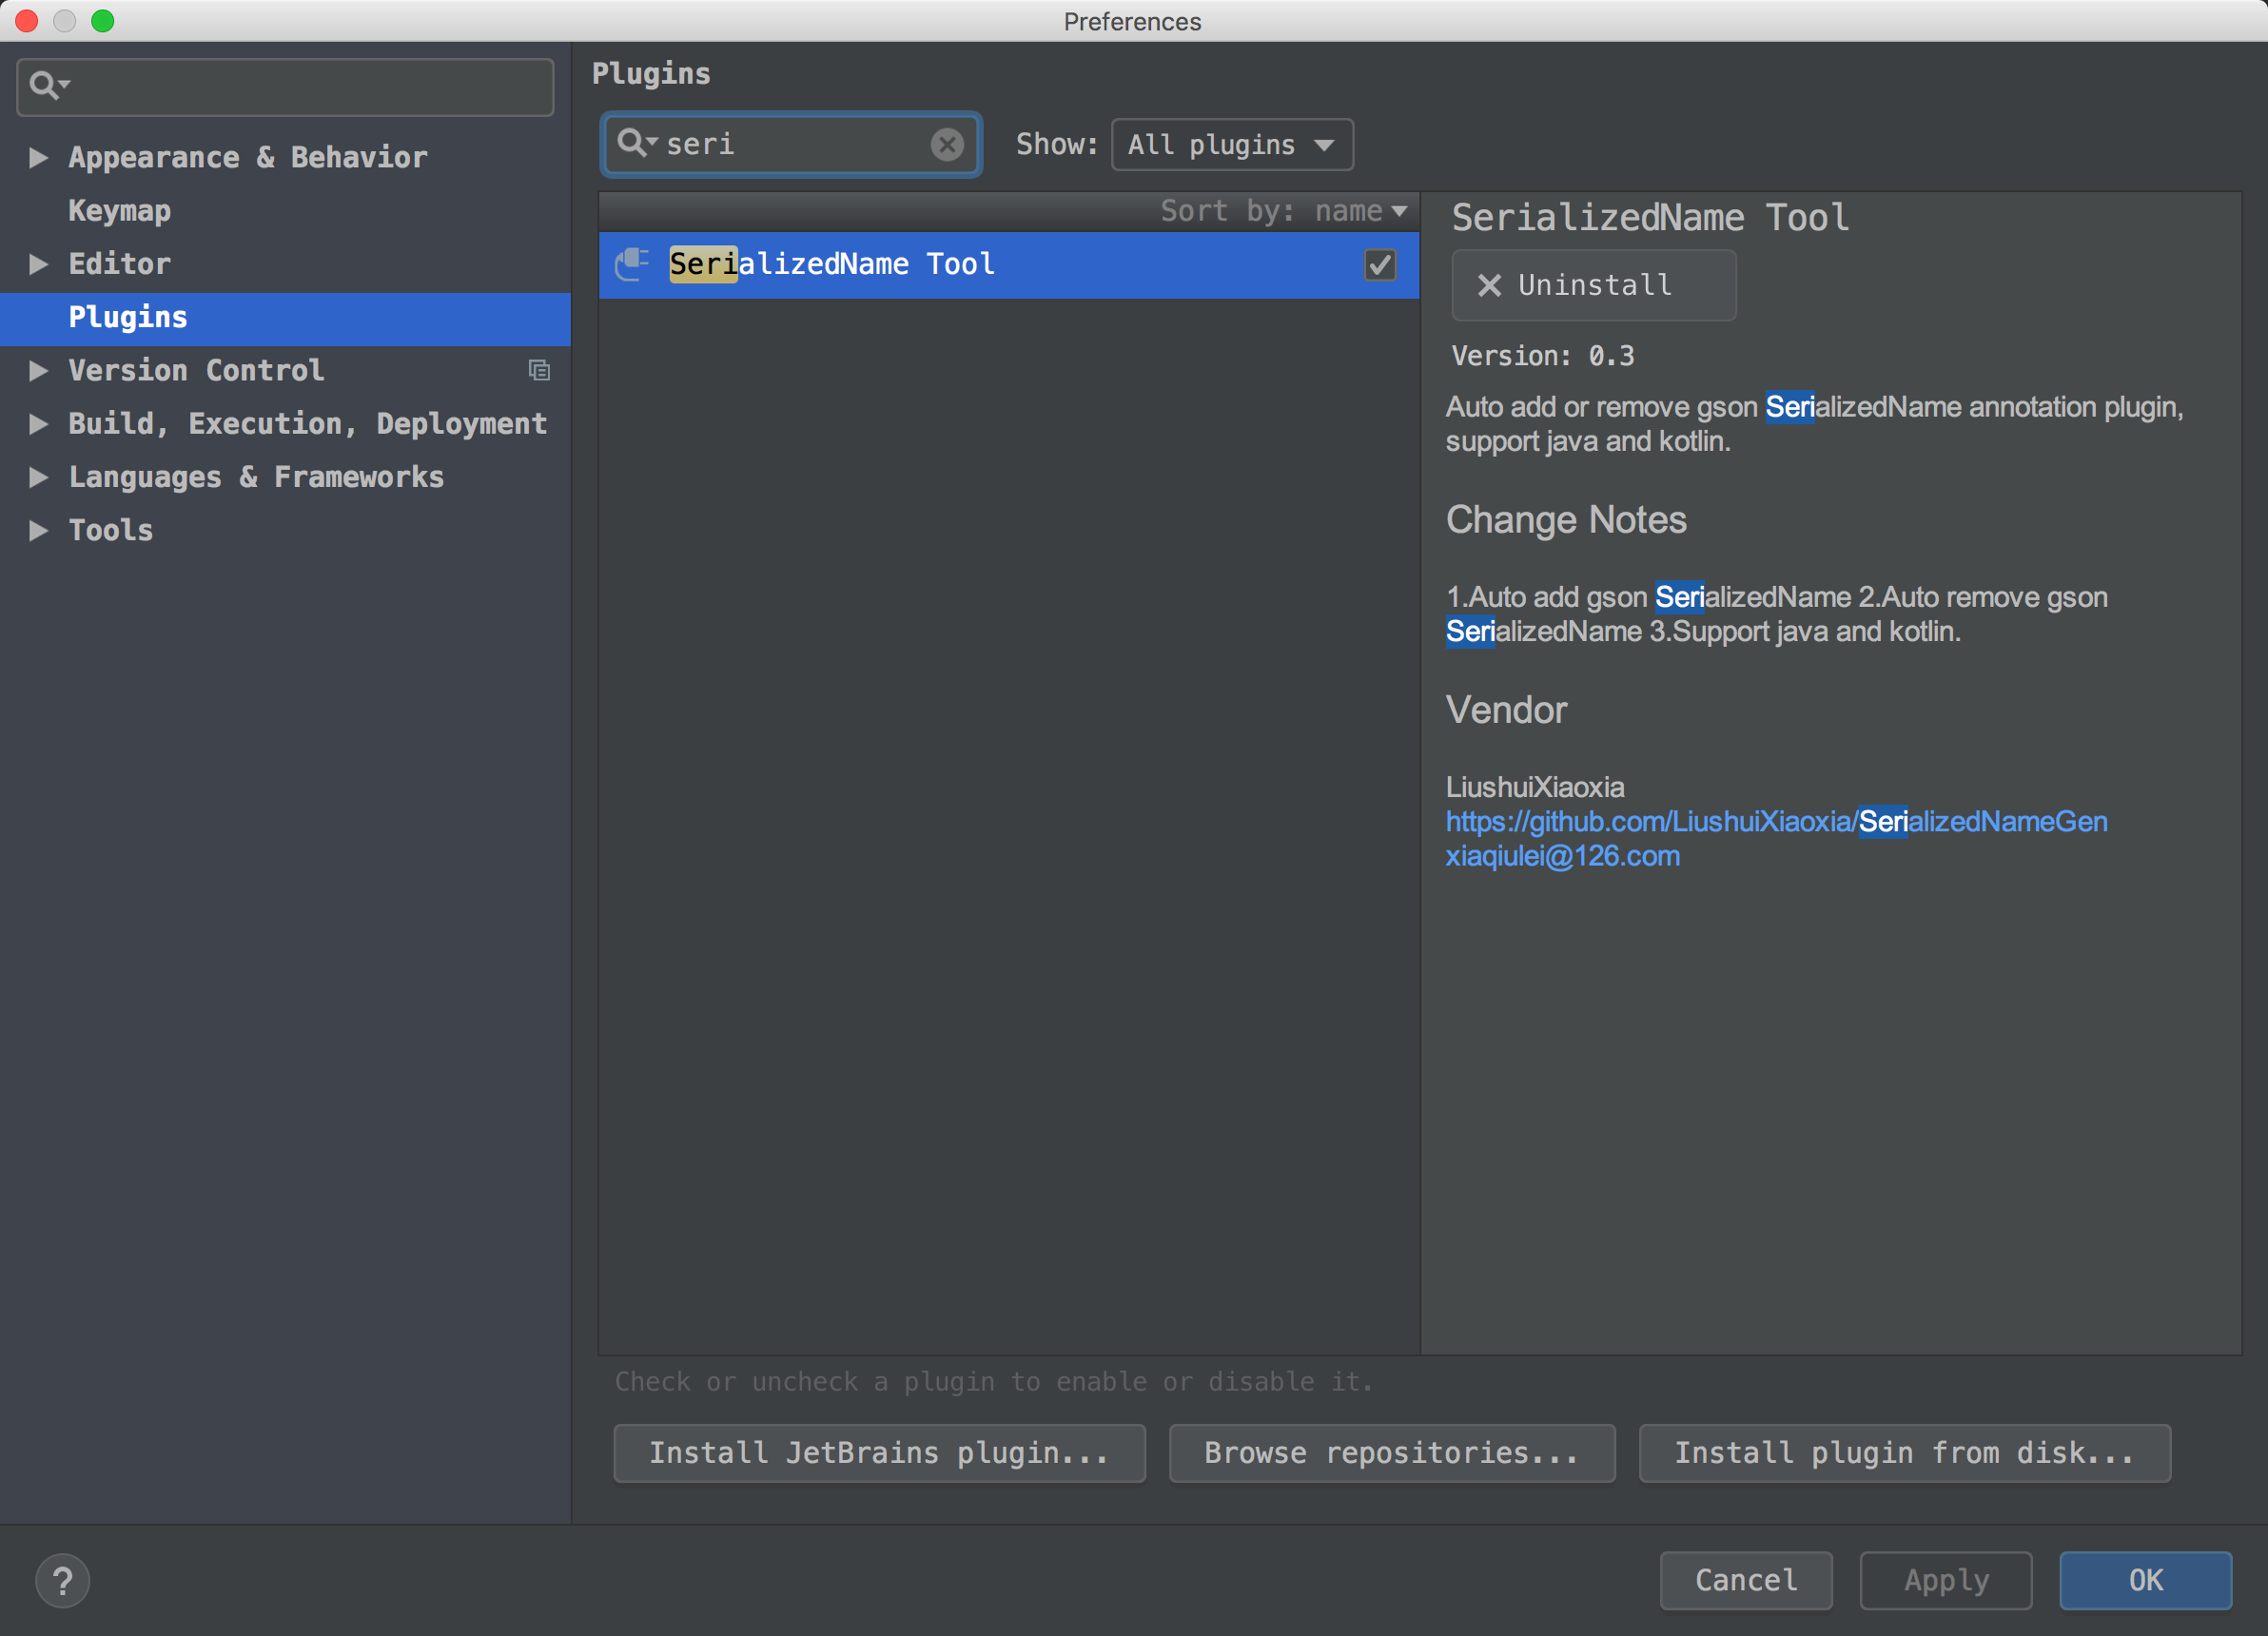 Preferences
Appearance & Behavior
Keymap
Editor
Plugins
Version Control
Build, Execution, Deployment
Languages & Frameworks
Tools
Plugins
seri
Show: All plugins
Sort by: name
SerializedName Tool
SerializedName Tool
Uninstall
Version: 0.3
Auto add or remove gson SerializedName annotation plugin,
support java and kotlin.
Change Notes
1.Auto add gson SerializedName 2.Auto remove gson
SerializedName 3.Support java and kotlin.
Vendor
LiushuiXiaoxia
https://github.com/LiushuiXiaoxia/SerializedNameGen
xiaqiulei@126.com
Check or uncheck a plugin to enable or disable it.
Install JetBrains plugin...
Browse repositories...
Install plugin from disk...
?
Cancel
Apply
OK